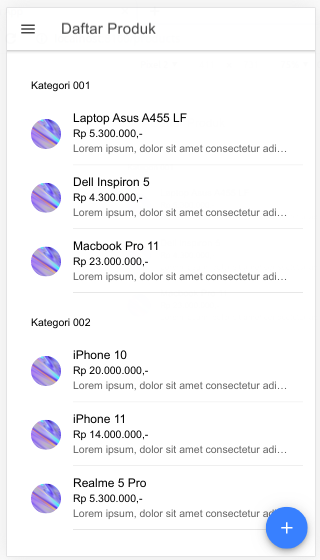 Daftar Produk
Kategori 001
Laptop Asus A455 LF
Rp 5.300.000,-
Lorem ipsum, dolor sit amet consectetur adi...
Dell Inspiron 5
Rp 4.300.000,-
Lorem ipsum, dolor sit amet consectetur adi...
Macbook Pro 11
Rp 23.000.000,-
Lorem ipsum, dolor sit amet consectetur adi...
Kategori 002
iPhone 10
Rp 20.000.000,-
Lorem ipsum, dolor sit amet consectetur adi...
iPhone 11
Rp 14.000.000,-
Lorem ipsum, dolor sit amet consectetur adi...
Realme 5 Pro
Rp 5.300.000,-
Lorem ipsum, dolor sit amet consectetur